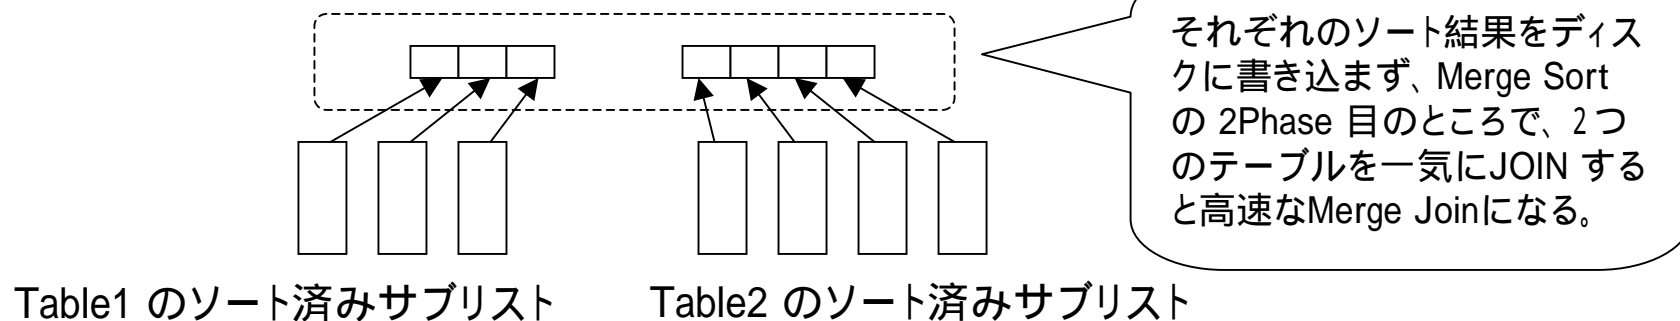 それぞれのソート結果をディス
クに書き込まず、Merge Sort
の 2Phase 目のところで、2つ
のテーブルを一気にJOIN する
と高速なMerge Joinになる。
Table1 のソート済みサブリスト
Table2 のソート済みサブリスト